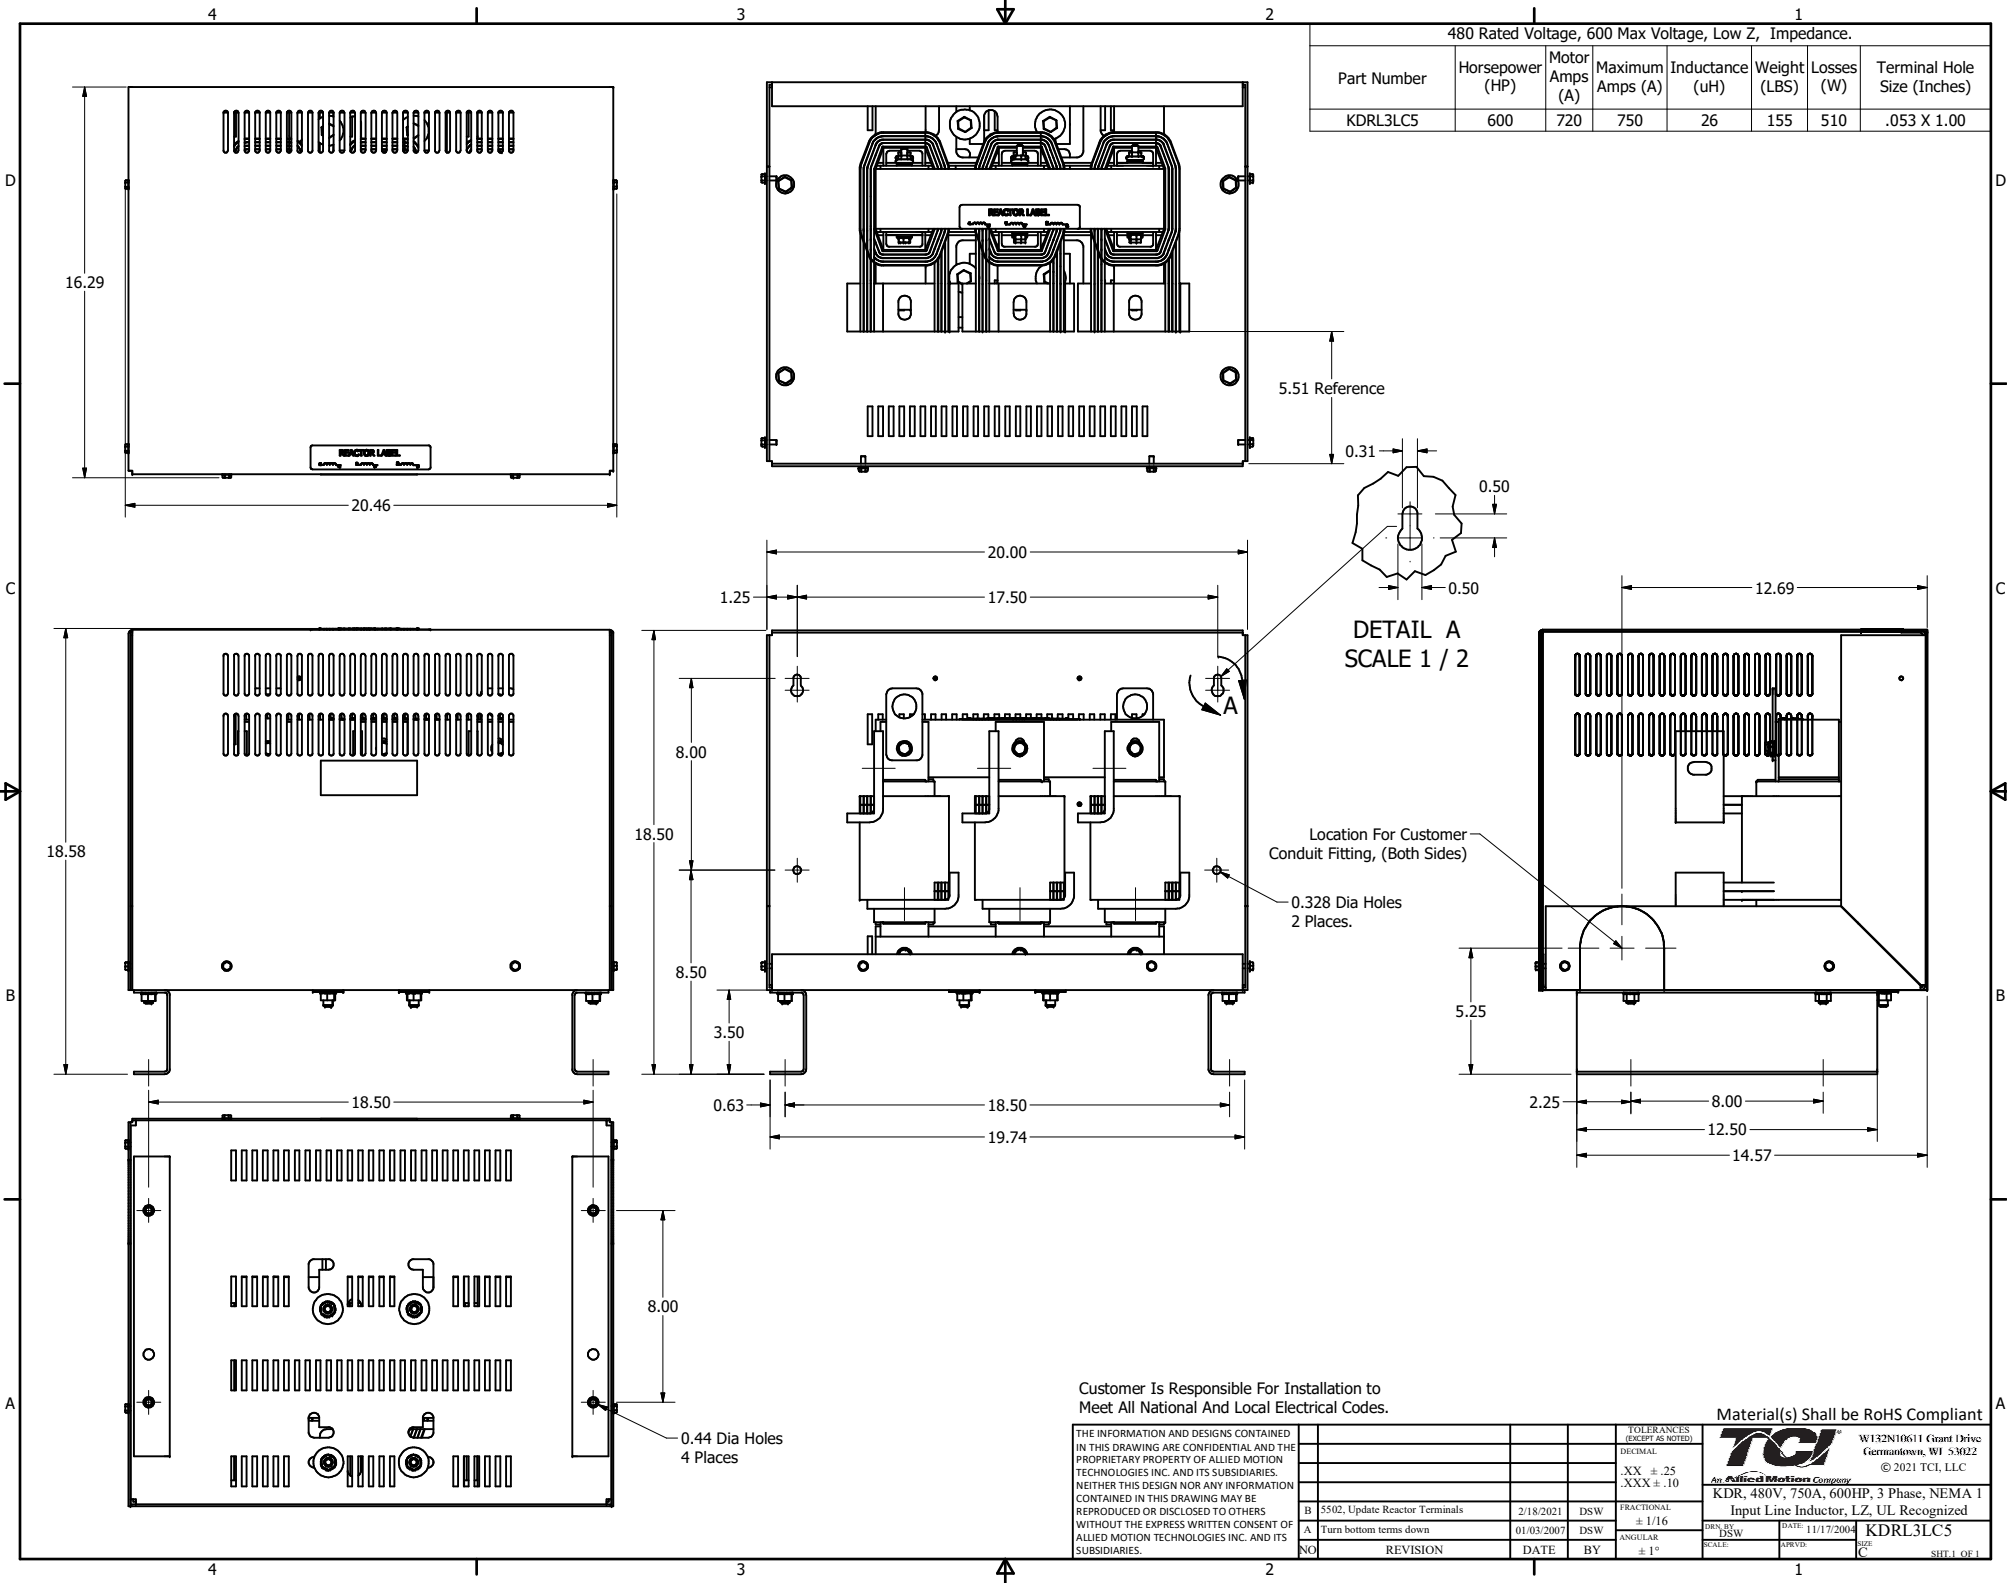 4 3 2 1
480 Rated Voltage, 600 Max Voltage, Low Z, Impedance.
Part Number Horsepower (HP) Motor Amps (A) Maximum Amps (A) Inductance (uH) Weight (LBS) Losses (W) Terminal Hole Size (Inches)
KDRL3LC5 600 720 750 26 155 510 .053 X 1.00
D D
REACTOR LABEL
16.29
REACTOR LABEL
20.46
5.51 Reference
0.31
0.50
0.50
DETAIL A
SCALE 1 / 2
C C
20.00
1.25
17.50
12.69
A
8.00
18.50
18.58
8.50
3.50
Location For Customer
Conduit Fitting, (Both Sides)
0.328 Dia Holes
2 Places.
B B
5.25
18.50
0.63
18.50
19.74
2.25
8.00
12.50
14.57
8.00
0.44 Dia Holes
4 Places
A A
Customer Is Responsible For Installation to
Meet All National And Local Electrical Codes.
Material(s) Shall be RoHS Compliant
THE INFORMATION AND DESIGNS CONTAINED
IN THIS DRAWING ARE CONFIDENTIAL AND THE
PROPRIETARY PROPERTY OF ALLIED MOTION
TECHNOLOGIES INC. AND ITS SUBSIDIARIES.
NEITHER THIS DESIGN NOR ANY INFORMATION
CONTAINED IN THIS DRAWING MAY BE
REPRODUCED OR DISCLOSED TO OTHERS
WITHOUT THE EXPRESS WRITTEN CONSENT OF
ALLIED MOTION TECHNOLOGIES INC. AND ITS
SUBSIDIARIES.
B 5502, Update Reactor Terminals 2/18/2021 DSW
A Turn bottom terms down 01/03/2007 DSW
NO REVISION DATE BY
TOLERANCES
(EXCEPT AS NOTED)
DECIMAL
.XX ± .25
.XXX ± .10
FRACTIONAL
± 1/16
ANGULAR
± 1°
TCI
An Allied Motion Company
W132N10611 Grant Drive
Germantown, WI 53022
© 2021 TCI, LLC
KDR, 480V, 750A, 600HP, 3 Phase, NEMA 1
Input Line Inductor, LZ, UL Recognized
DRN. BY DSW
DATE: 11/17/2004
KDRL3LC5
SCALE:
APRVD:
SIZE C
SHT.1 OF 1
4 3 2 1